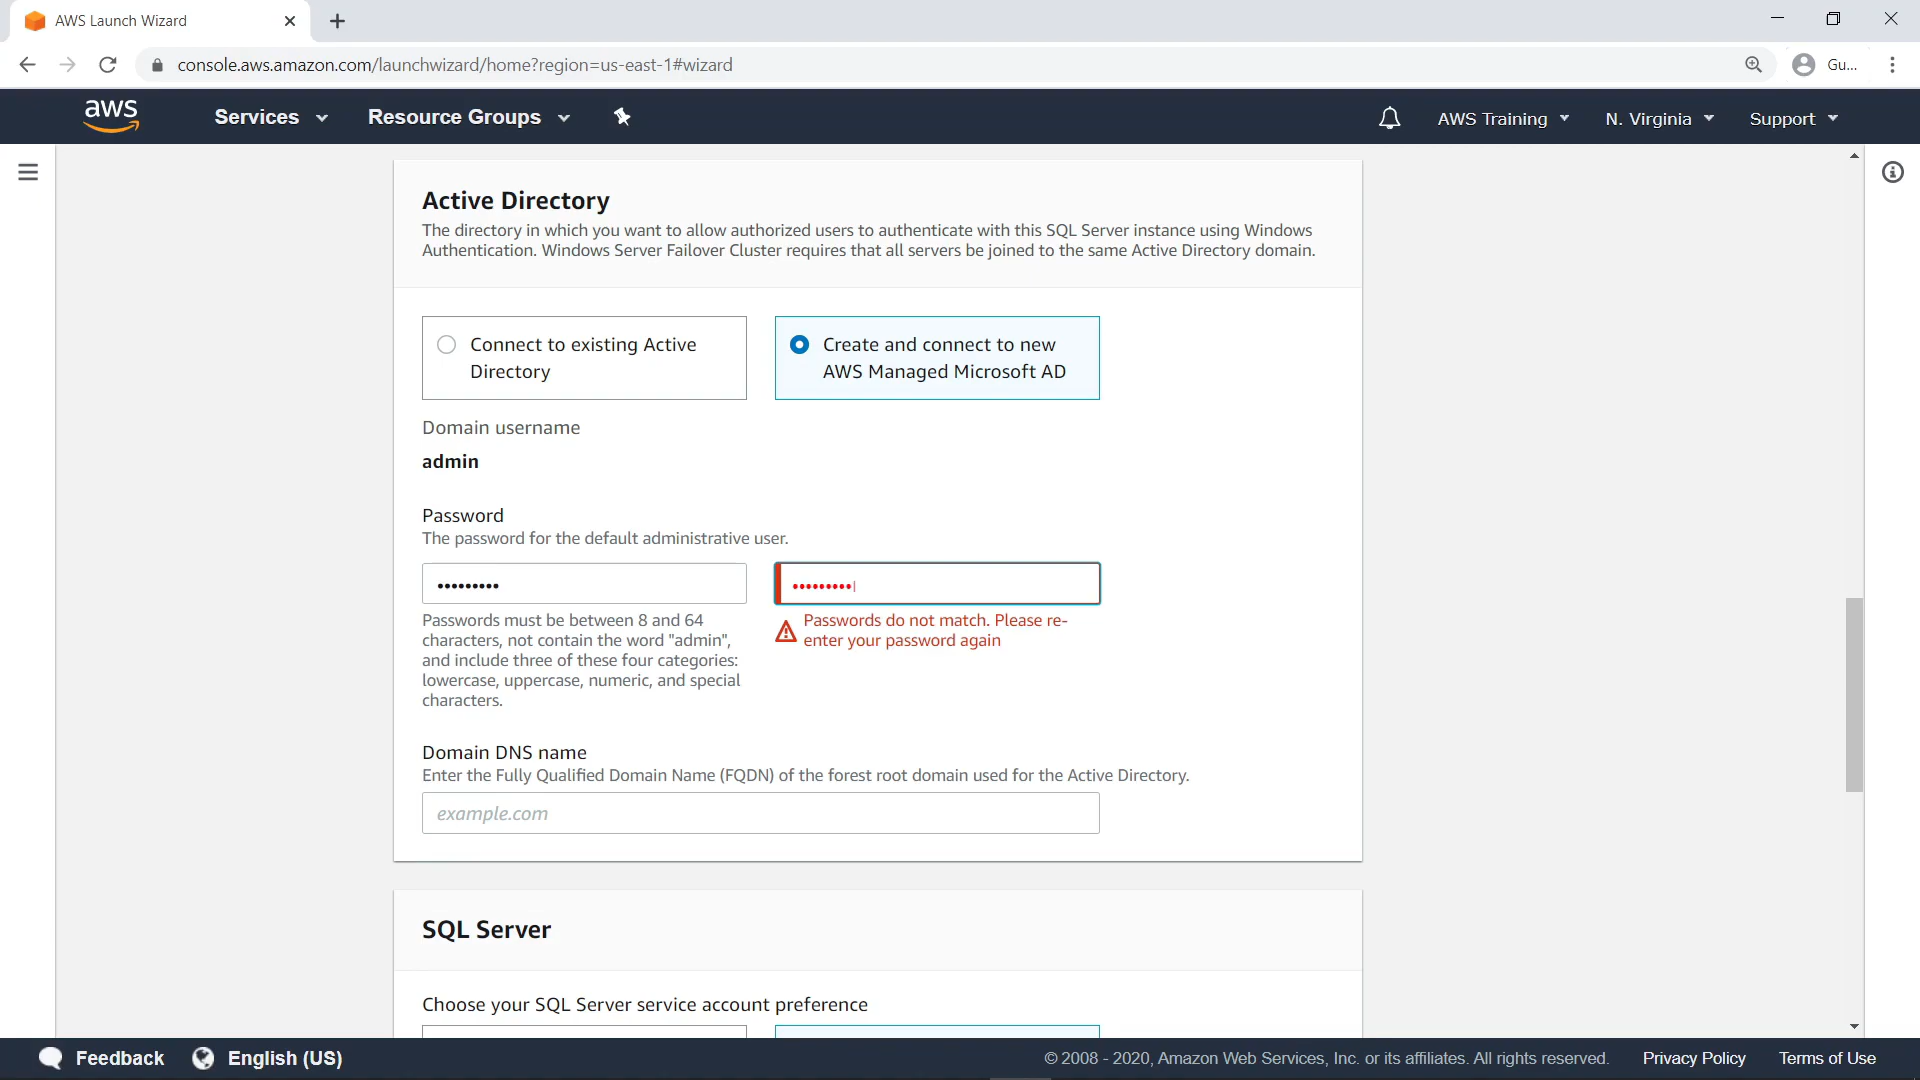 AWS Launch Wizard
console.aws.amazon.com/launchwizard/home?region=us-east-1#wizard
Gu...
aws
Services
Resource Groups
AWS Training
N. Virginia
Support
Active Directory
The directory in which you want to allow authorized users to authenticate with this SQL Server instance using Windows
Authentication. Windows Server Failover Cluster requires that all servers be joined to the same Active Directory domain.
Connect to existing Active
Directory
Create and connect to new
AWS Managed Microsoft AD
Domain username
admin
Password
The password for the default administrative user.
•••••••••
•••••••••
Passwords must be between 8 and 64
characters, not contain the word "admin",
and include three of these four categories:
lowercase, uppercase, numeric, and special
characters.
Passwords do not match. Please re-
enter your password again
Domain DNS name
Enter the Fully Qualified Domain Name (FQDN) of the forest root domain used for the Active Directory.
example.com
SQL Server
Choose your SQL Server service account preference
Feedback
English (US)
© 2008 - 2020, Amazon Web Services, Inc. or its affiliates. All rights reserved.
Privacy Policy
Terms of Use